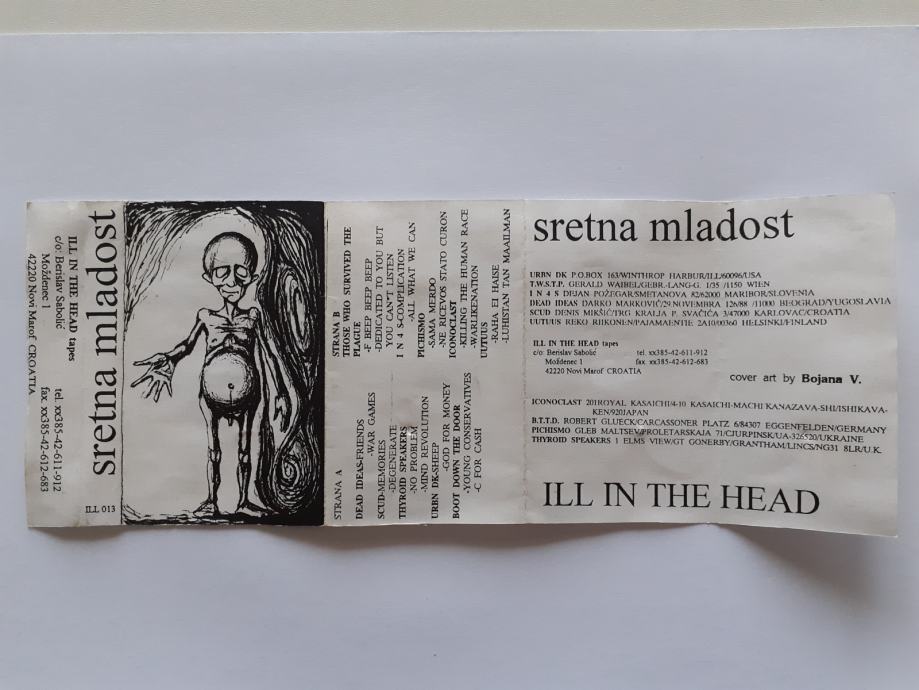 ILL IN THE HEAD tapes
c/o: Berislav Sabolić
Moždenec 1
42220 Novi Marof CROATIA
tel. xx385-42-611-912
fax xx385-42-612-683
sretna mladost
ILL 013
STRANA A
DEAD IDEAS-FRIENDS
-WAR GAMES
SCUD-MEMORIES
-DEGENERATE
THYROID SPEAKERS
-NO PROBLEM
-MIND REVOLUTION
URBN DK-SHEEP
-GOD FOR MONEY
BOOT DOWN THE DOOR
-YOUNG CONSERVATIVES
-C FOR CASH
STRANA B
THOSE WHO SURVIVED THE
PLAGUE
-F BEEP BEEP BEEP
-DEDICATED TO YOU BUT
YOU CAN'T LISTEN
I N 4 S-COMPLICATION
-ALL WHAT WE CAN
PICHISMO
-SAMA MERDO
-NE RICEVOS STATO CURON
ICONOCLAST
-KILLING THE HUMAN RACE
-WARLIKENATION
UUTUUS
-RAHA EI HAISE
-LUHISTAN TAN MAAILMAN
sretna mladost
URBN DK P.O.BOX 163/WINTHROP HARBUR/ILL/60096/USA
T.W.S.T.P. GERALD WAIBEL/GEBR.-LANG-G. 1/35 /1150 WIEN
I N 4 S DEJAN POŽEGAR/SMETANOVA 82/62000 MARIBOR/SLOVENIA
DEAD IDEAS DARKO MARKOVIĆ/29.NOVEMBRA 126/88 /11000 BEOGRAD/YUGOSLAVIA
SCUD DENIS MIKŠIĆ/TRG KRALJA P. SVAČIĆA 3/47000 KARLOVAC/CROATIA
UUTUUS REKO RIIKONEN/PAJAMAENTIE 2A10/00360 HELSINKI/FINLAND
ILL IN THE HEAD tapes
c/o: Berislav Sabolić tel. xx385-42-611-912
Moždenec 1 fax xx385-42-612-683
42220 Novi Marof CROATIA
cover art by Bojana V.
ICONOCLAST 201ROYAL KASAICHI/4-10 KASAICHI-MACHI KANAZAVA-SHI/ISHIKAVA-
KEN/920JAPAN
B.T.T.D. ROBERT GLUECK/CARCASSONER PLATZ 6/84307 EGGENFELDEN/GERMANY
PICHISMO GLEB MALTSEV/PROLETARSKAJA 71/CJURPINSK/UA-326520/UKRAINE
THYROID SPEAKERS 1 ELMS VIEW/GT GONERBY/GRANTHAM/LINCS/NG31 8LR/U.K.
ILL IN THE HEAD